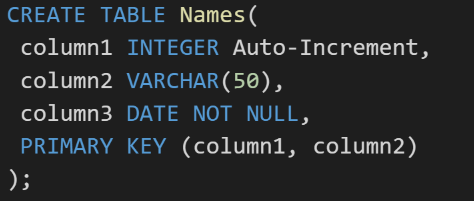 CREATE TABLE Names(
column1 INTEGER Auto-Increment,
column2 VARCHAR(50),
column3 DATE NOT NULL,
PRIMARY KEY (column1, column2)
);